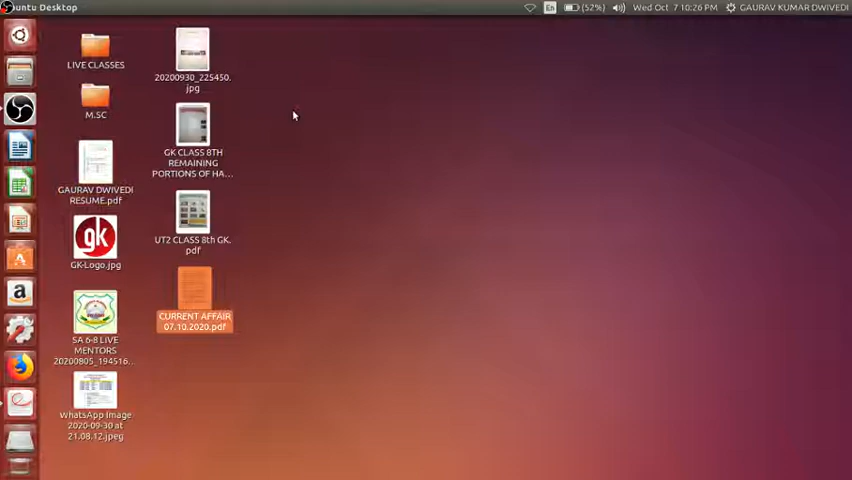 buntu Desktop
En
(52%)
Wed Oct 7 10:26 PM
GAURAV KUMAR DWIVEDI
LIVE CLASSES
M.SC
GAURAV DWIVEDI
RESUME.pdf
gk
GK-Logo.jpg
SA 6-8 LIVE
MENTORS
20200805_194516...
WhatsApp Image
2020-09-30 at
21.08.12.jpeg
20200930_225450.
jpg
GK CLASS 8TH
REMAINING
PORTIONS OF HA...
UT2 CLASS 8th GK.
pdf
CURRENT AFFAIR
07.10.2020.pdf